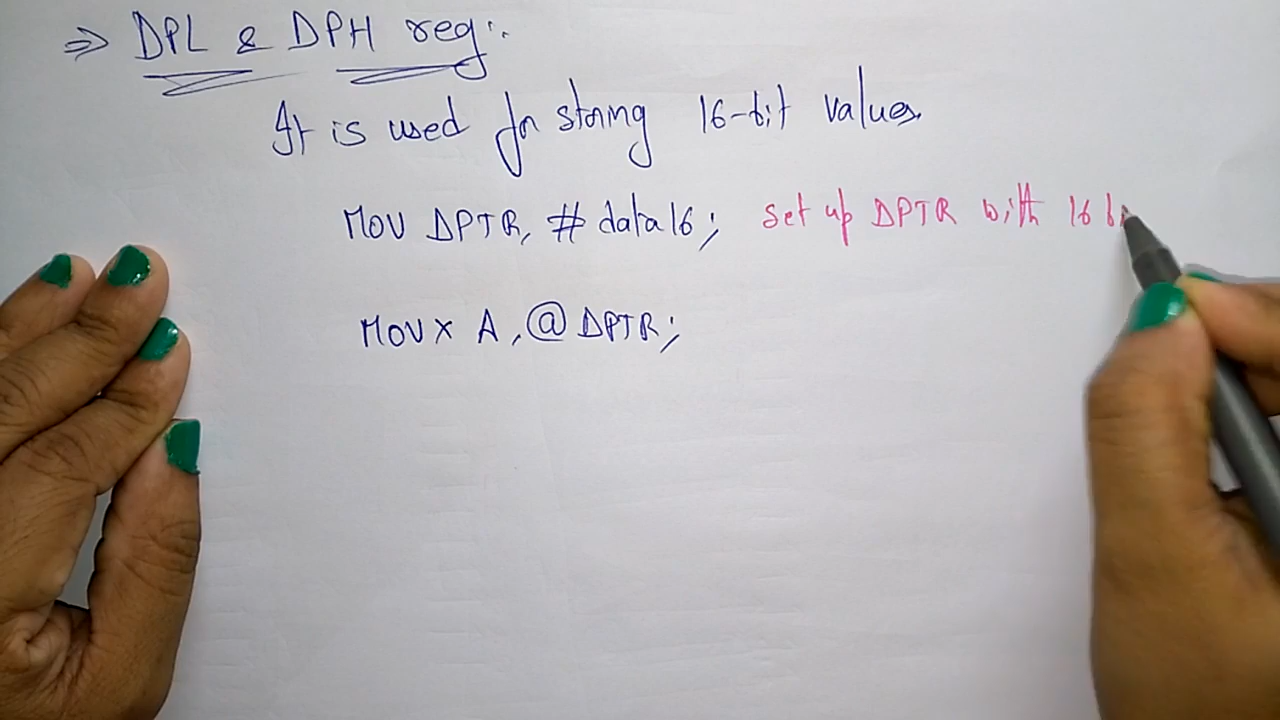 ⇒ DPL & DPH reg:.
It is used for storing 16-bit values.
MOV DPTR, # data16; set up DPTR with 16 bi
MOVX A, @ DPTR;